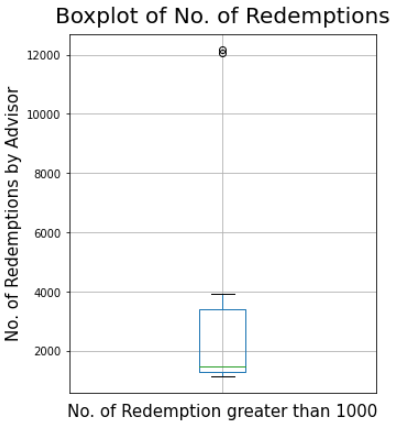 Boxplot of No. of Redemptions
No. of Redemptions by Advisor
12000
10000
8000
6000
4000
2000
No. of Redemption greater than 1000